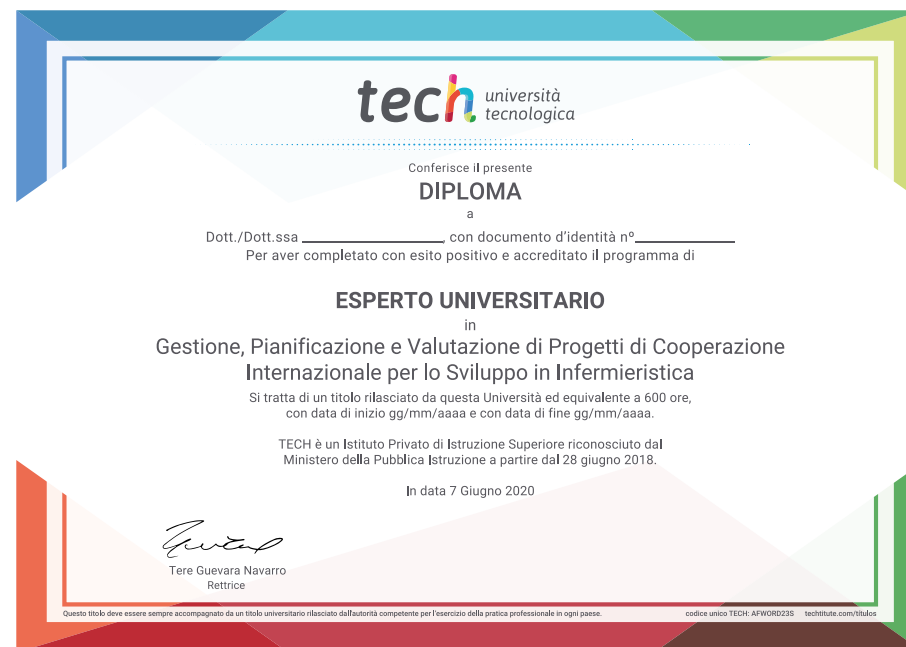 tech università
tecnologica
Conferisce il presente
DIPLOMA
a
Dott./Dott.ssa ___________________, con documento d'identità nº_____________
Per aver completato con esito positivo e accreditato il programma di
ESPERTO UNIVERSITARIO
in
Gestione, Pianificazione e Valutazione di Progetti di Cooperazione
Internazionale per lo Sviluppo in Infermieristica
Si tratta di un titolo rilasciato da questa Università ed equivalente a 600 ore,
con data di inizio gg/mm/aaaa e con data di fine gg/mm/aaaa.
TECH è un Istituto Privato di Istruzione Superiore riconosciuto dal
Ministero della Pubblica Istruzione a partire dal 28 giugno 2018.
In data 7 Giugno 2020
Tere Guevara Navarro
Rettrice
Questo titolo deve essere sempre accompagnato da un titolo universitario rilasciato dall'autorità competente per l'esercizio della pratica professionale in ogni paese. codice unico TECH: AFWORD23S techtitute.com/títulos